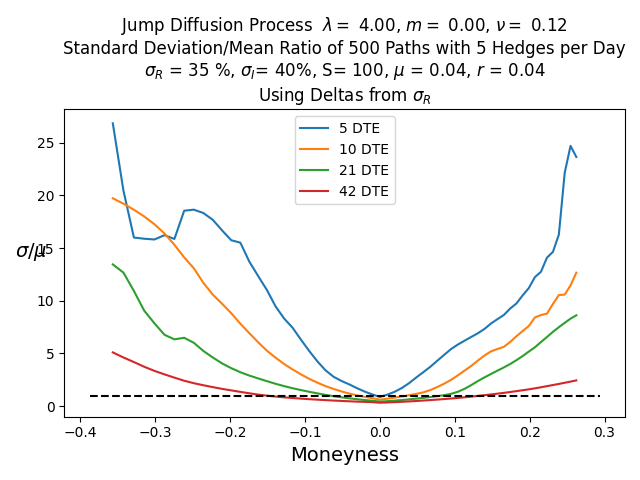 Jump Diffusion Process λ = 4.00, m = 0.00, ν = 0.12
Standard Deviation/Mean Ratio of 500 Paths with 5 Hedges per Day
σR = 35 %, σI= 40%, S= 100, μ = 0.04, r = 0.04
Using Deltas from σR
5 DTE
10 DTE
21 DTE
42 DTE
25
20
15
10
5
0
σ/μ
−0.4 −0.3 −0.2 −0.1 0.0 0.1 0.2 0.3
Moneyness